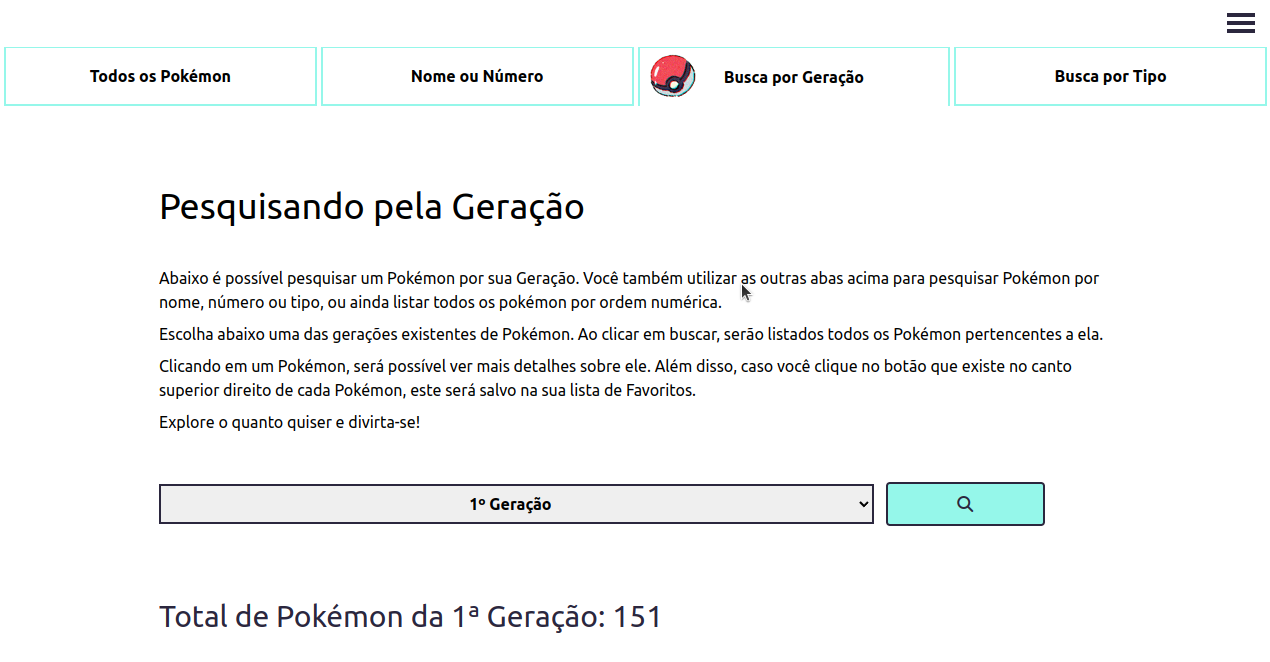 Todos os Pokémon
Nome ou Número
Busca por Geração
Busca por Tipo
Pesquisando pela Geração
Abaixo é possível pesquisar um Pokémon por sua Geração. Você também utilizar as outras abas acima para pesquisar Pokémon por
nome, número ou tipo, ou ainda listar todos os pokémon por ordem numérica.
Escolha abaixo uma das gerações existentes de Pokémon. Ao clicar em buscar, serão listados todos os Pokémon pertencentes a ela.
Clicando em um Pokémon, será possível ver mais detalhes sobre ele. Além disso, caso você clique no botão que existe no canto
superior direito de cada Pokémon, este será salvo na sua lista de Favoritos.
Explore o quanto quiser e divirta-se!
1º Geração
Total de Pokémon da 1ª Geração: 151